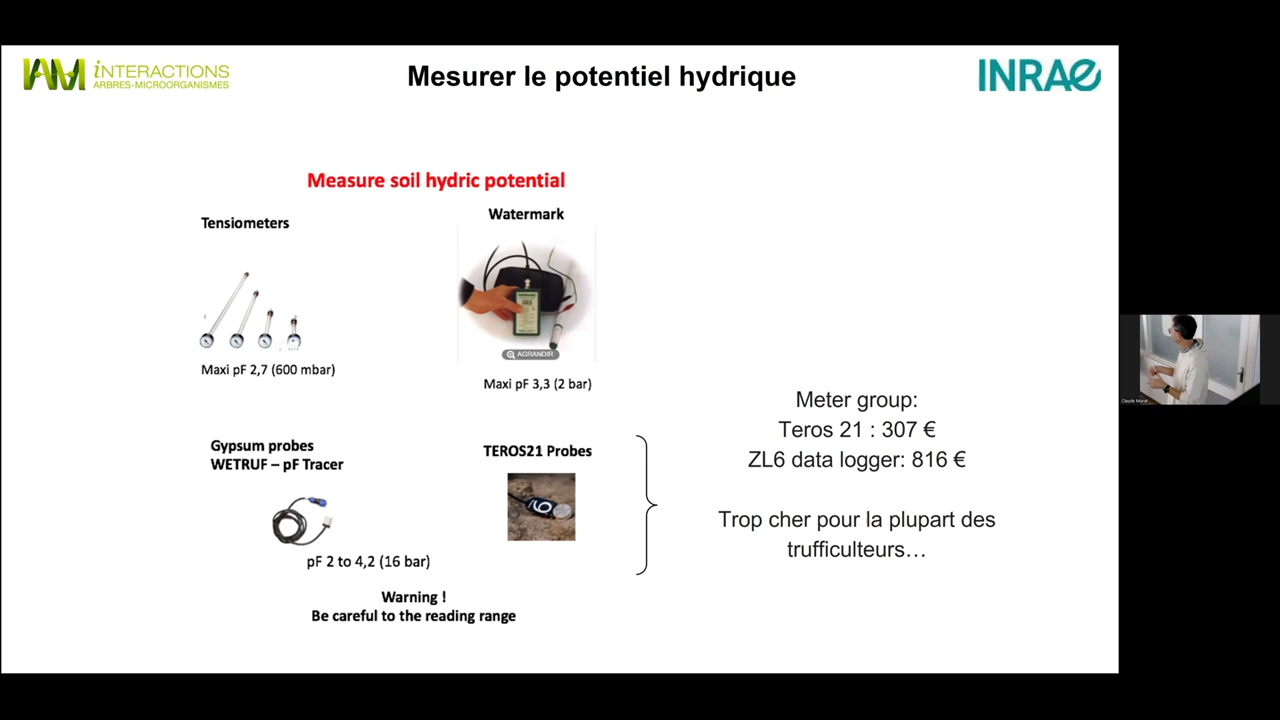 iNTERACTIONS
ARBRES-MICROORGANISMES
Mesurer le potentiel hydrique
INRAE
Measure soil hydric potential
Tensiometers
Watermark
AGRANDIR
Maxi pF 2,7 (600 mbar)
Maxi pF 3,3 (2 bar)
Gypsum probes
WETRUF – pF Tracer
TEROS21 Probes
pF 2 to 4,2 (16 bar)
Warning !
Be careful to the reading range
Meter group:
Teros 21 : 307 €
ZL6 data logger: 816 €
Trop cher pour la plupart des
trufficulteurs…
Claude Murat